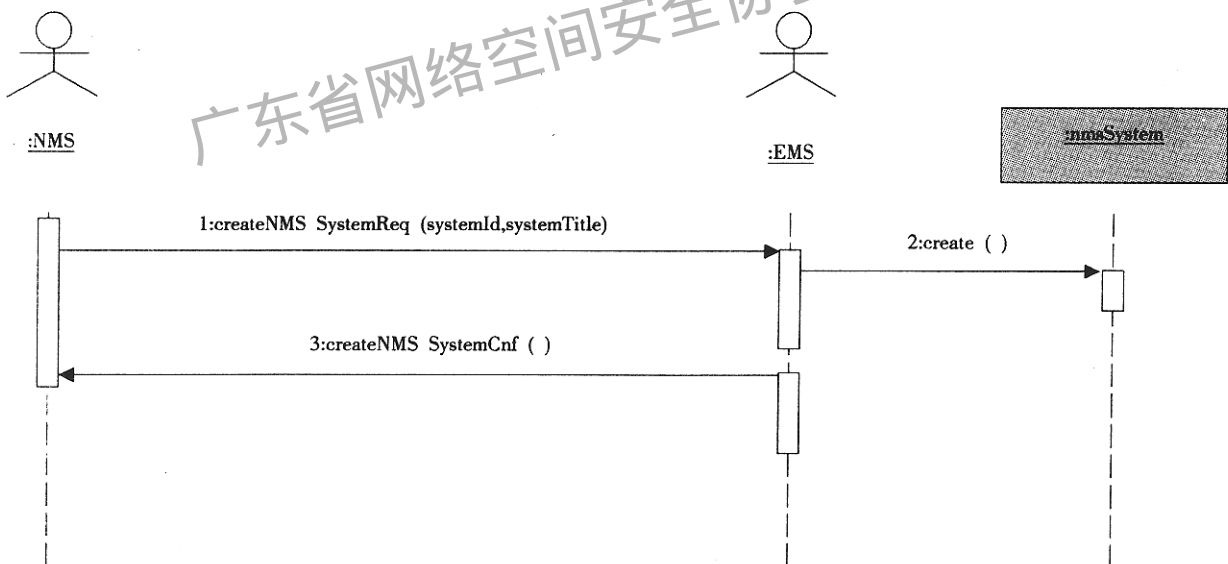 广东省网络空间安全协会
:NMS
:EMS
:nmsSystem
1:createNMS SystemReq (systemId,systemTitle)
2:create ( )
3:createNMS SystemCnf ( )